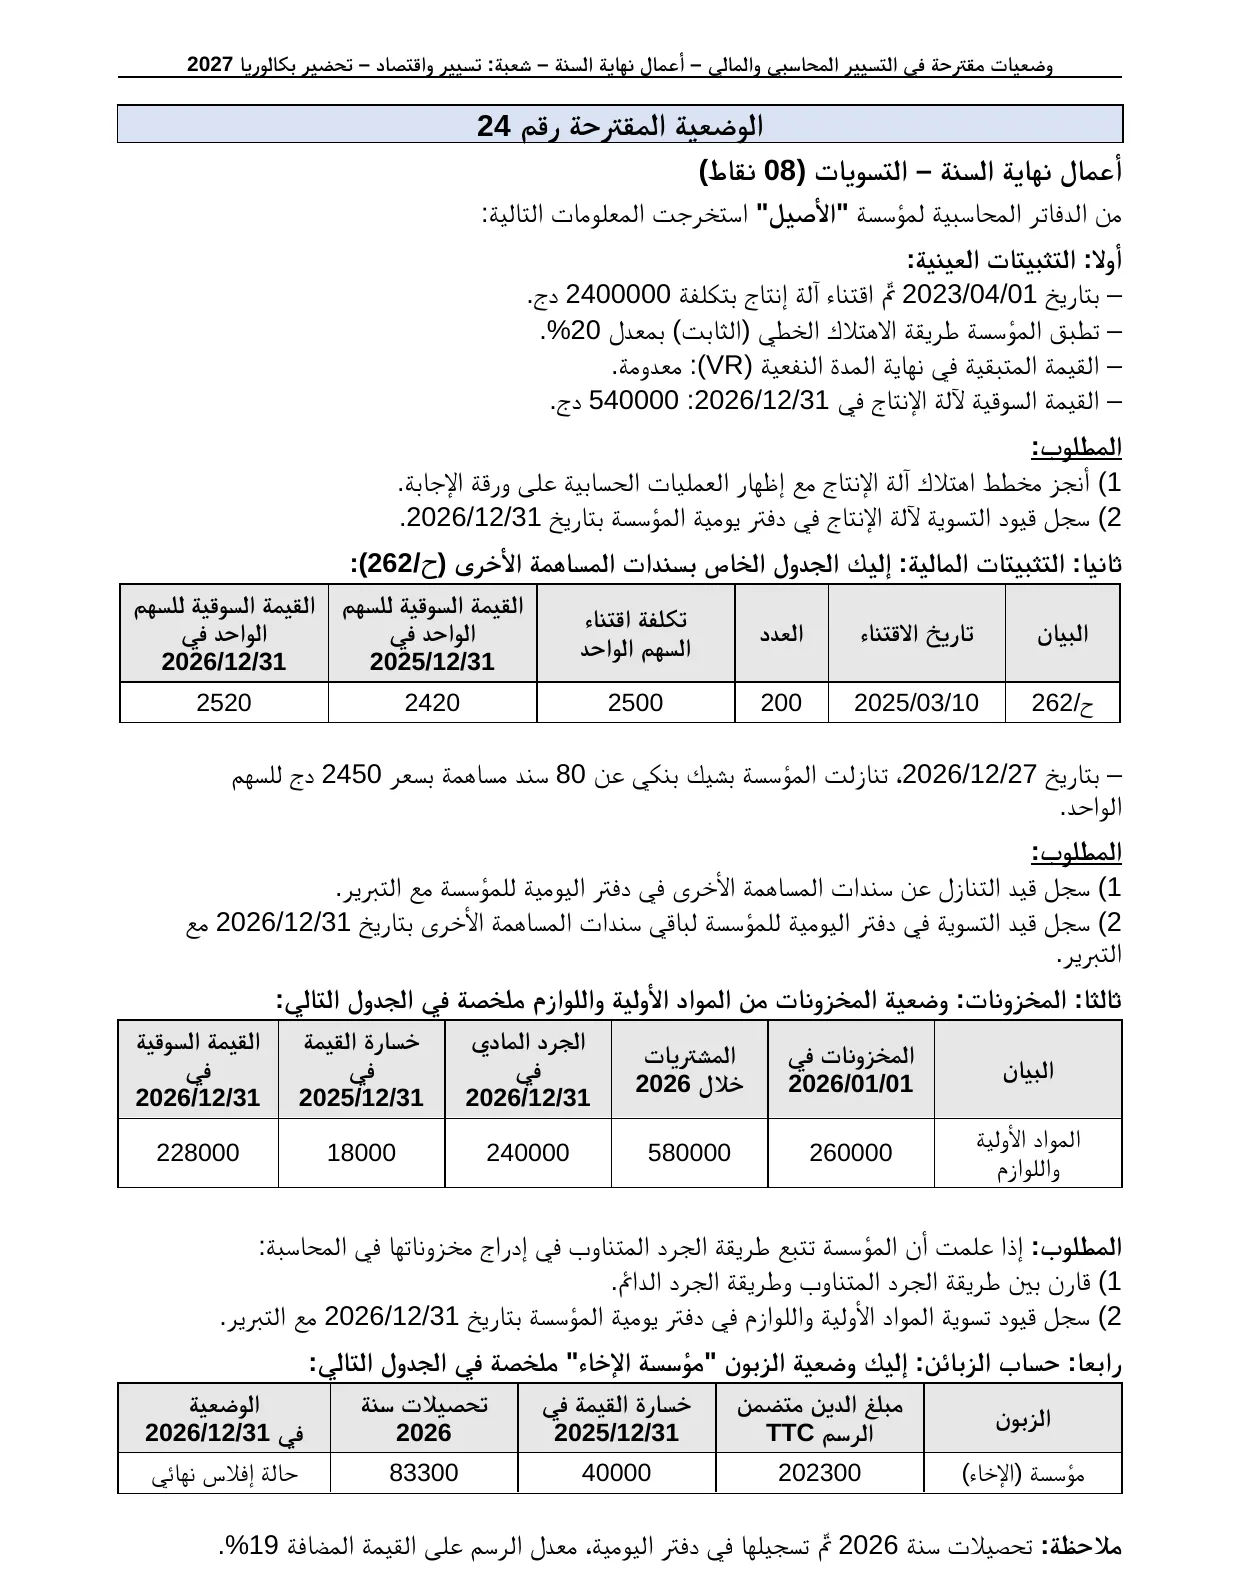 وضعيات مقترحة في التسيير المحاسبي والمالي – أعمال نهاية السنة – شعبة: تسيير واقتصاد – تحضير بكالوريا 2027
الوضعية المقترحة رقم 24
أعمال نهاية السنة – التسويات (08 نقاط)
من الدفاتر المحاسبية لمؤسسة "الأصيل" استخرجت المعلومات التالية:
أولا: التثبيتات العينية:
– بتاريخ 2023/04/01 تمّ اقتناء آلة إنتاج بتكلفة 2400000 دج.
– تطبق المؤسسة طريقة الاهتلاك الخطي (الثابت) بمعدل 20%.
– القيمة المتبقية في نهاية المدة النفعية (VR): معدومة.
– القيمة السوقية لآلة الإنتاج في 2026/12/31: 540000 دج.
المطلوب:
1) أنجز مخطط اهتلاك آلة الإنتاج مع إظهار العمليات الحسابية على ورقة الإجابة.
2) سجل قيود التسوية لآلة الإنتاج في دفتر يومية المؤسسة بتاريخ 2026/12/31.
ثانيا: التثبيتات المالية: إليك الجدول الخاص بسندات المساهمة الأخرى (ح/262):
البيان | تاريخ الاقتناء | العدد | تكلفة اقتناء السهم الواحد | القيمة السوقية للسهم الواحد في 2025/12/31 | القيمة السوقية للسهم الواحد في 2026/12/31
ح/262 | 2025/03/10 | 200 | 2500 | 2420 | 2520
– بتاريخ 2026/12/27، تنازلت المؤسسة بشيك بنكي عن 80 سند مساهمة بسعر 2450 دج للسهم
الواحد.
المطلوب:
1) سجل قيد التنازل عن سندات المساهمة الأخرى في دفتر اليومية للمؤسسة مع التبرير.
2) سجل قيد التسوية في دفتر اليومية للمؤسسة لباقي سندات المساهمة الأخرى بتاريخ 2026/12/31 مع
التبرير.
ثالثا: المخزونات: وضعية المخزونات من المواد الأولية واللوازم ملخصة في الجدول التالي:
البيان | المخزونات في 2026/01/01 | المشتريات خلال 2026 | الجرد المادي في 2026/12/31 | خسارة القيمة في 2025/12/31 | القيمة السوقية في 2026/12/31
المواد الأولية واللوازم | 260000 | 580000 | 240000 | 18000 | 228000
المطلوب: إذا علمت أن المؤسسة تتبع طريقة الجرد المتناوب في إدراج مخزوناتها في المحاسبة:
1) قارن بين طريقة الجرد المتناوب وطريقة الجرد الدائم.
2) سجل قيود تسوية المواد الأولية واللوازم في دفتر يومية المؤسسة بتاريخ 2026/12/31 مع التبرير.
رابعا: حساب الزبائن: إليك وضعية الزبون "مؤسسة الإخاء" ملخصة في الجدول التالي:
الزبون | مبلغ الدين متضمن الرسم TTC | خسارة القيمة في 2025/12/31 | تحصيلات سنة 2026 | الوضعية في 2026/12/31
مؤسسة (الإخاء) | 202300 | 40000 | 83300 | حالة إفلاس نهائي
ملاحظة: تحصيلات سنة 2026 تمّ تسجيلها في دفتر اليومية، معدل الرسم على القيمة المضافة 19%.